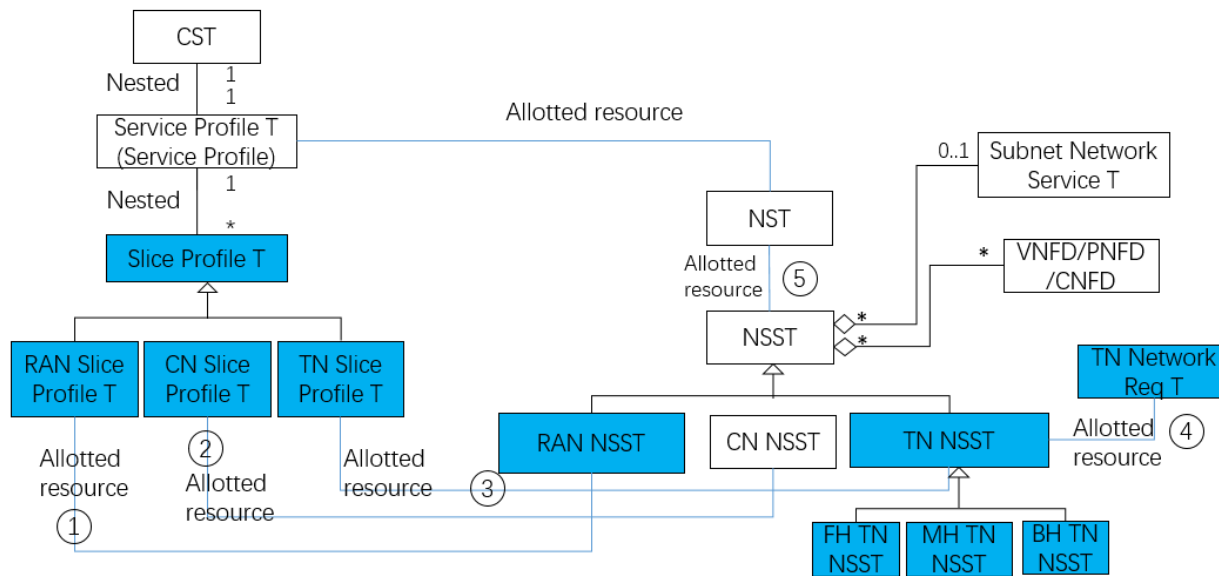 CST
Nested
1
1
Service Profile T
(Service Profile)
Allotted resource
Nested
1
*
Slice Profile T
0..1
Subnet Network
Service T
NST
Allotted
resource
5
*
VNFD/PNFD
/CNFD
NSST
*
*
RAN Slice
Profile T
CN Slice
Profile T
TN Slice
Profile T
TN Network
Req T
RAN NSST
CN NSST
TN NSST
Allotted
resource
4
Allotted
resource
1
2
Allotted
resource
Allotted
resource
3
FH TN
NSST
MH TN
NSST
BH TN
NSST